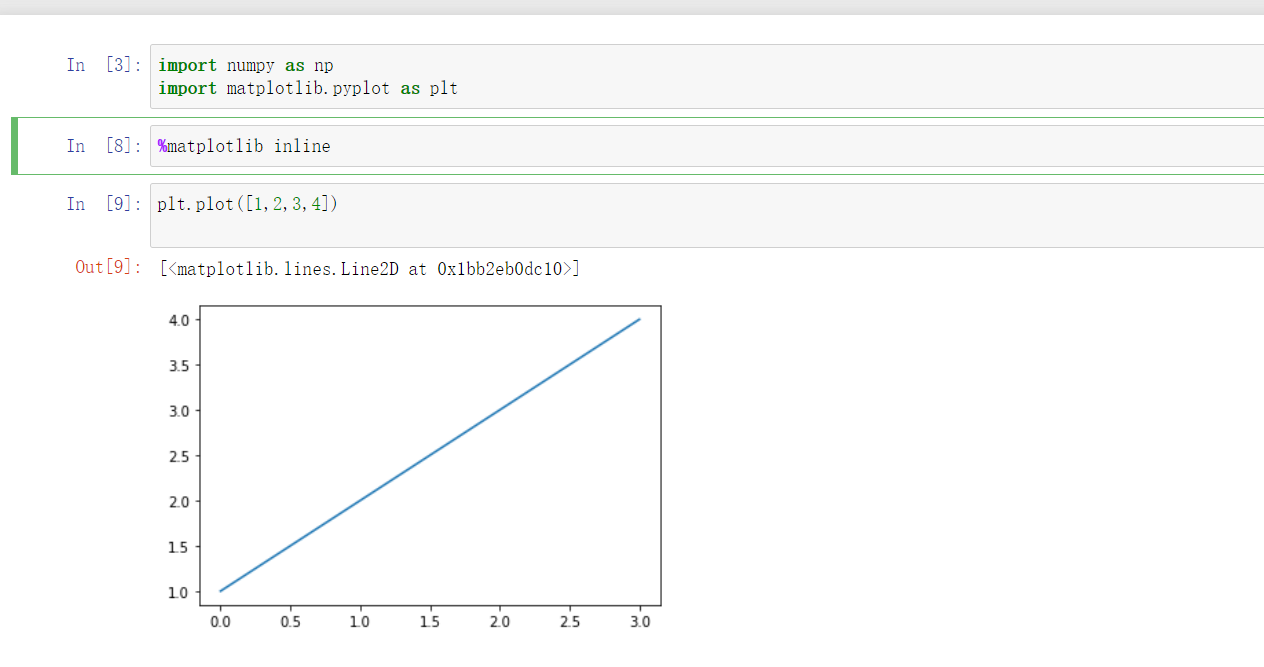 In [3]: import numpy as np
import matplotlib.pyplot as plt
In [8]: %matplotlib inline
In [9]: plt.plot([1,2,3,4])
Out[9]: [<matplotlib.lines.Line2D at 0x1bb2eb0dc10>]
4.0
3.5
3.0
2.5
2.0
1.5
1.0
0.0 0.5 1.0 1.5 2.0 2.5 3.0